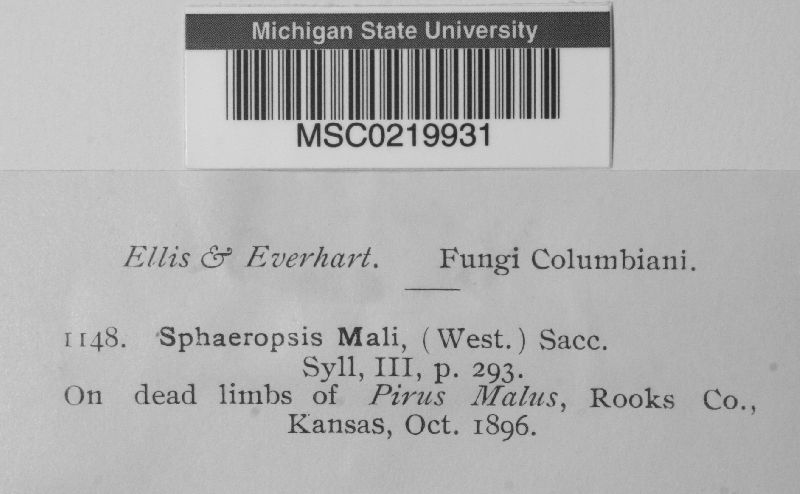 Michigan State University
MSC0219931
Ellis & Everhart. Fungi Columbiani.
1148. Sphaeropsis Mali, (West.) Sacc.
Syll, III, p. 293.
On dead limbs of Pirus Malus, Rooks Co.,
Kansas, Oct. 1896.